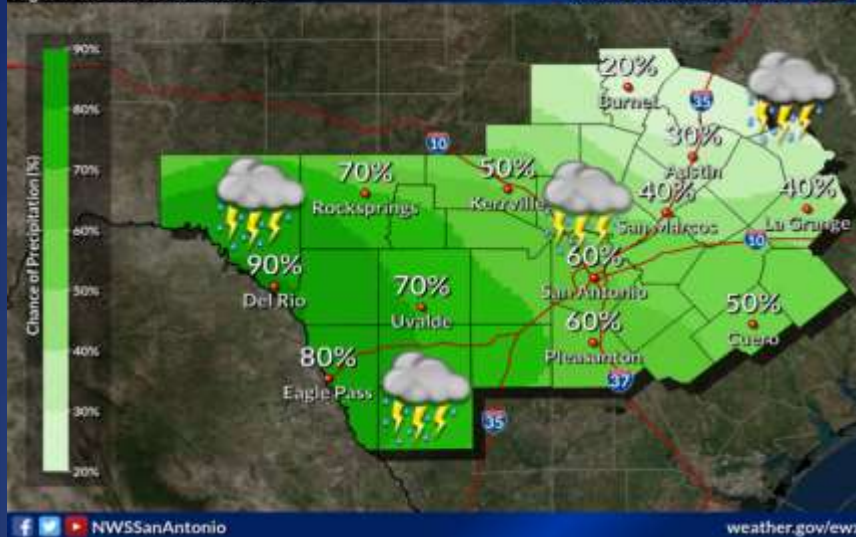 90%
80%
70%
60%
50%
40%
30%
20%
Chance of Precipitation (%)
20%
Burnet
35
30%
Austin
10
70%
Rocksprings
50%
Kerrville
40%
San Marcos
40%
La Grange
10
90%
Del Rio
70%
Uvalde
60%
San Antonio
60%
Pleasanton
50%
Cuero
80%
Eagle Pass
37
35
NWSSanAntonio
weather.gov/ewx